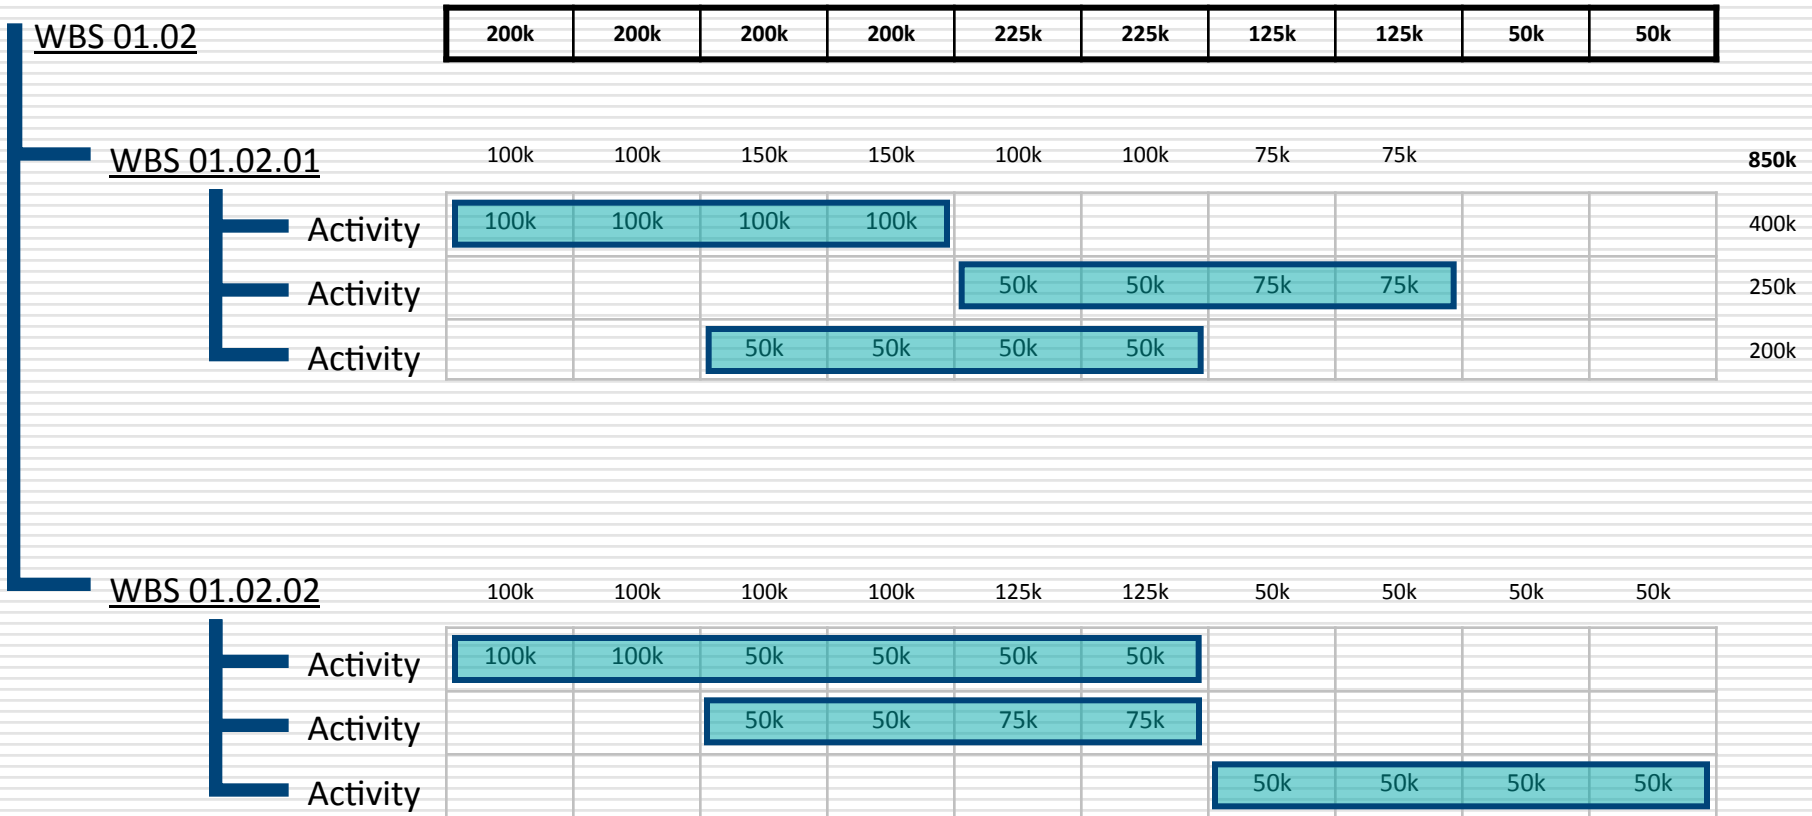 WBS 01.02 200k 200k 200k 200k 225k 225k 125k 125k 50k 50k
WBS 01.02.01 100k 100k 150k 150k 100k 100k 75k 75k 850k
Activity 100k 100k 100k 100k 400k
Activity 50k 50k 75k 75k 250k
Activity 50k 50k 50k 50k 200k
WBS 01.02.02 100k 100k 100k 100k 125k 125k 50k 50k 50k 50k
Activity 100k 100k 50k 50k 50k 50k
Activity 50k 50k 75k 75k
Activity 50k 50k 50k 50k